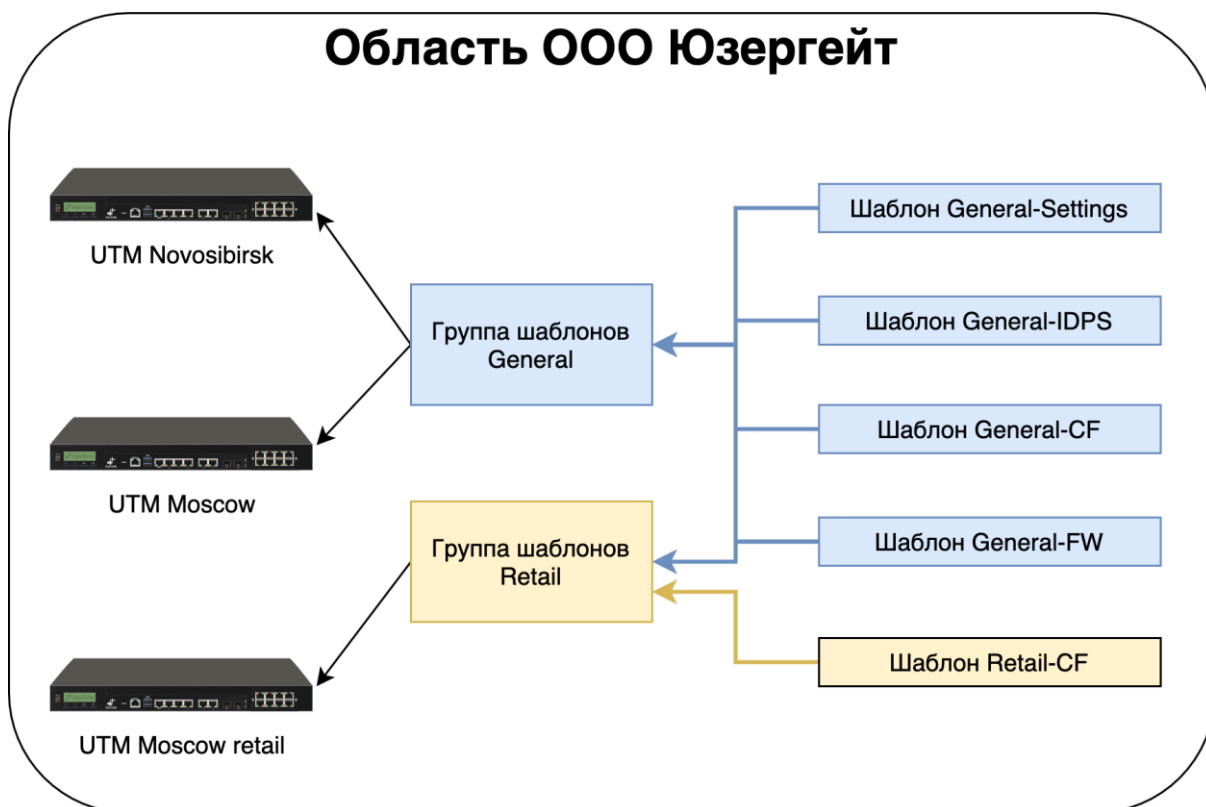 Область ООО Юзергейт
UTM Novosibirsk
UTM Moscow
UTM Moscow retail
Группа шаблонов
General
Группа шаблонов
Retail
Шаблон General-Settings
Шаблон General-IDPS
Шаблон General-CF
Шаблон General-FW
Шаблон Retail-CF